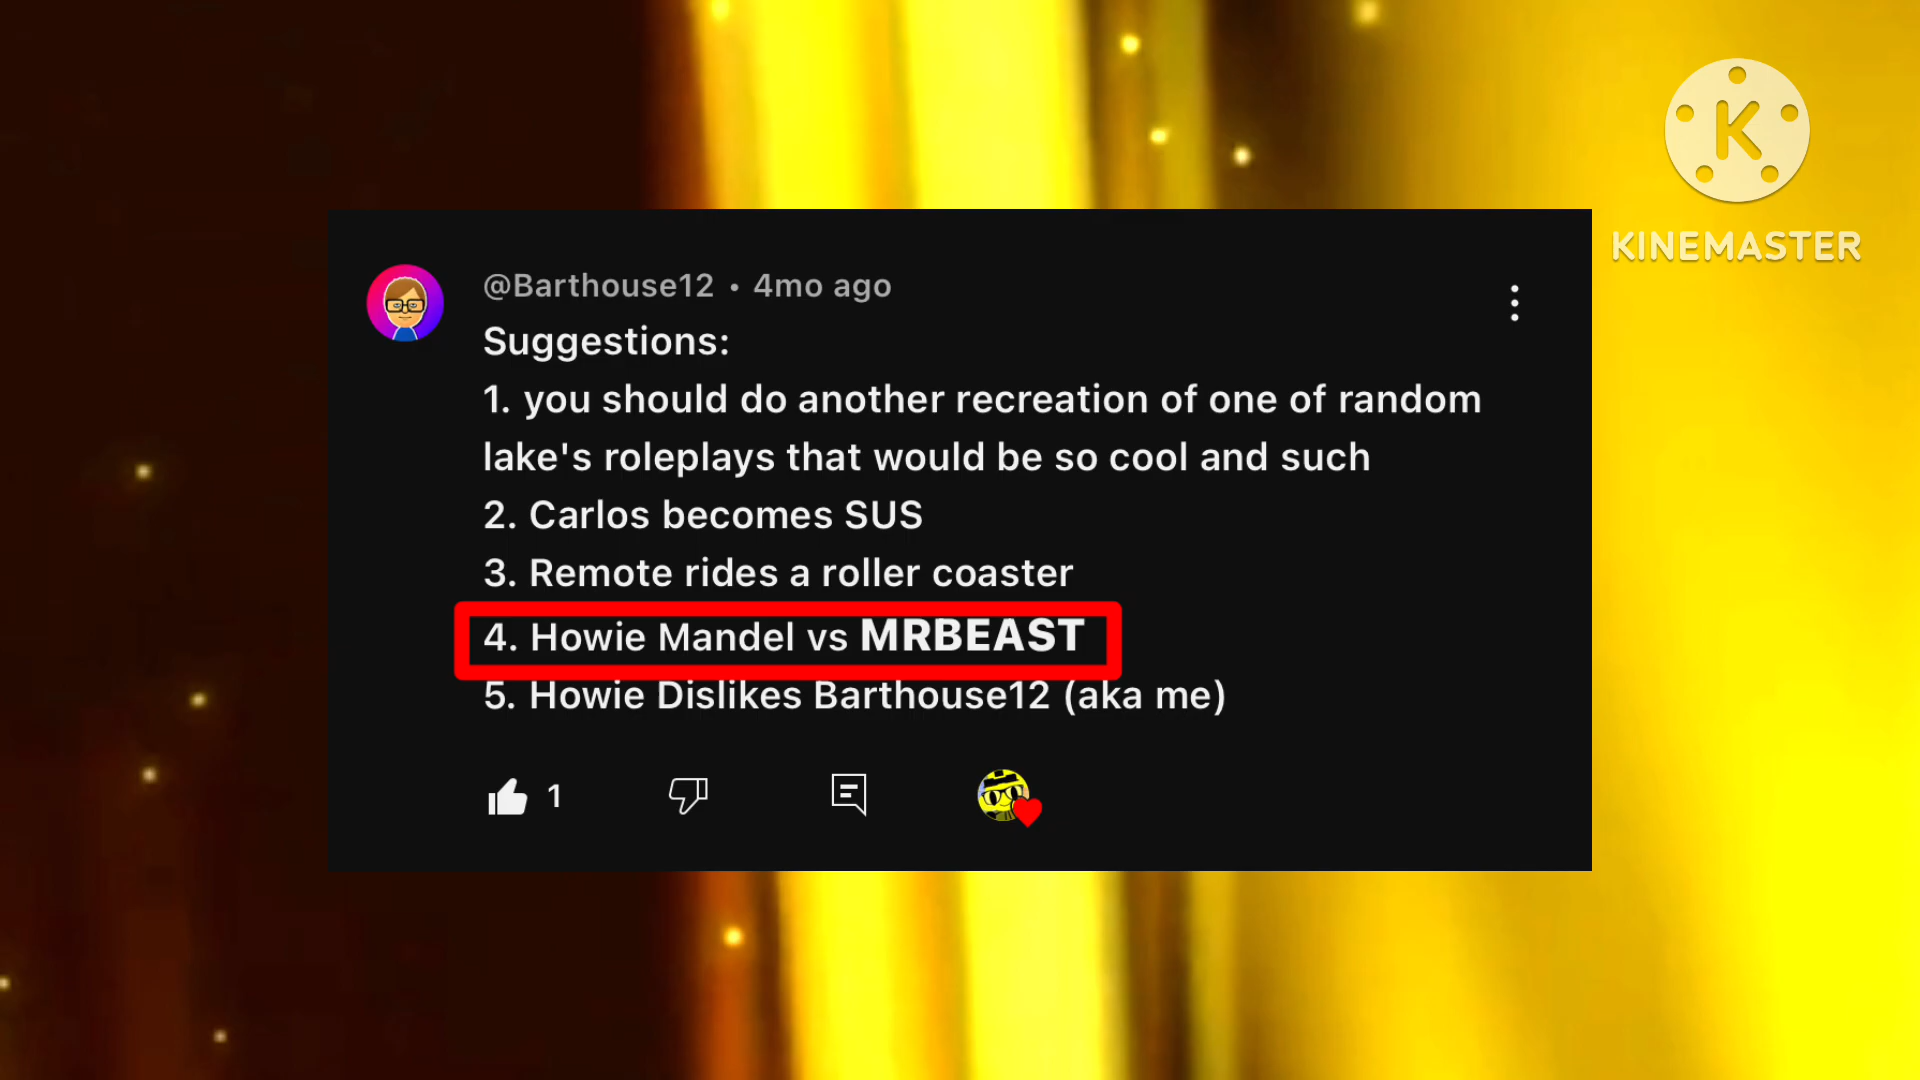 K
KINEMASTER
@Barthouse12 • 4mo ago
Suggestions:
1. you should do another recreation of one of random
lake's roleplays that would be so cool and such
2. Carlos becomes SUS
3. Remote rides a roller coaster
4. Howie Mandel vs MRBEAST
5. Howie Dislikes Barthouse12 (aka me)
1